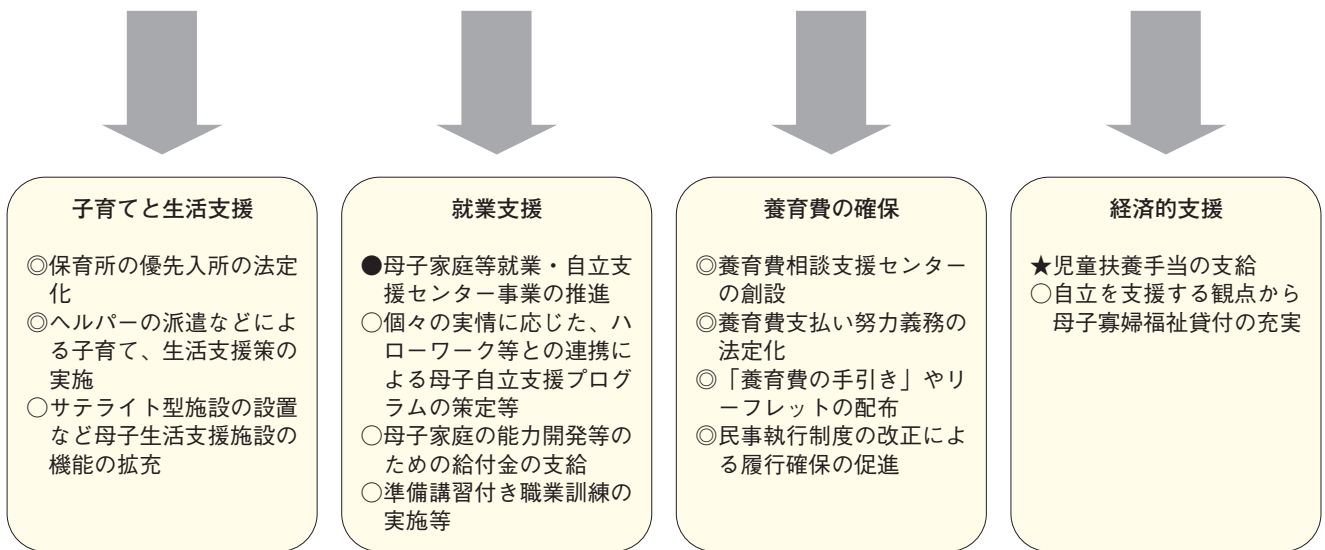 子育てと生活支援
◎保育所の優先入所の法定
化
◎ヘルパーの派遣などによ
る子育て、生活支援策の
実施
○サテライト型施設の設置
など母子生活支援施設の
機能の拡充
就業支援
●母子家庭等就業・自立支
援センター事業の推進
○個々の実情に応じた、ハ
ローワーク等との連携に
よる母子自立支援プログ
ラムの策定等
○母子家庭の能力開発等の
ための給付金の支給
○準備講習付き職業訓練の
実施等
養育費の確保
◎養育費相談支援センター
の創設
◎養育費支払い努力義務の
法定化
◎「養育費の手引き」やリ
ーフレットの配布
◎民事執行制度の改正によ
る履行確保の促進
経済的支援
★児童扶養手当の支給
○自立を支援する観点から
母子寡婦福祉貸付の充実